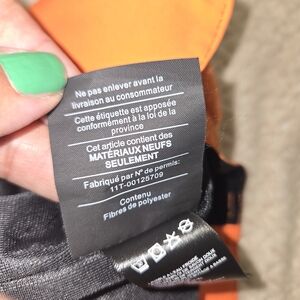 Ne pas enlever avant la
livraison au consommateur
Cette étiquette est apposée
conformément à la loi de la
province
Cet article contient des
MATÉRIAUX NEUFS
SEULEMENT
Fabriqué par N° de permis:
11T-00125709
Contenu
Fibres de polyester